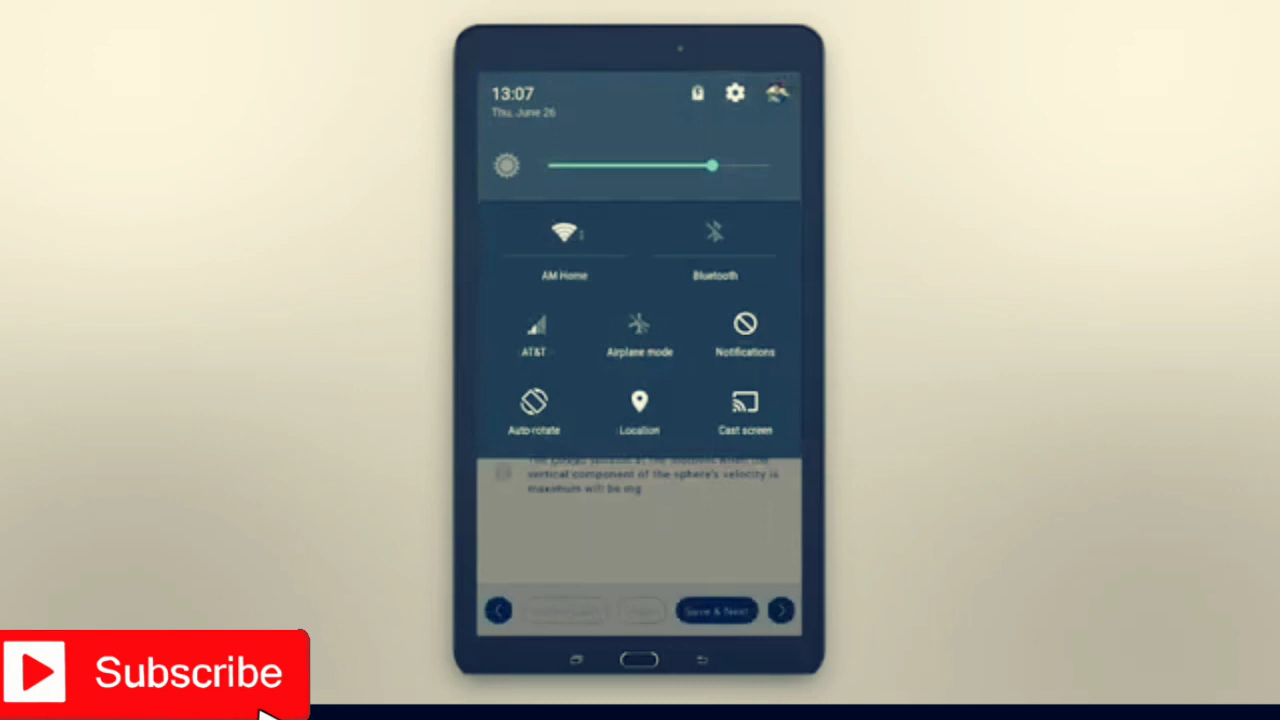 13:07
Thu, June 26
AM Home
Bluetooth
AT&T
Airplane mode
Notifications
Auto-rotate
Location
Cast screen
vertical component of the sphere's velocity is
maximum will be mg
Save & Next
Subscribe